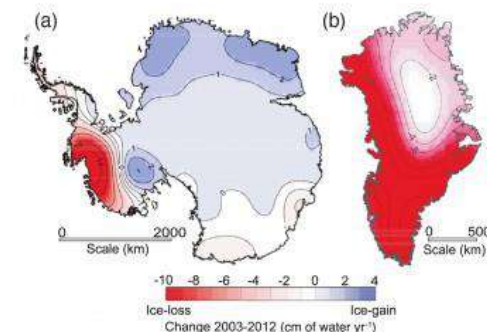 (a)
(b)
1
0 2000
Scale (km)
0 500
Scale (km)
-10 -8 -6 -4 -2 0 2 4
Ice-loss Ice-gain
Change 2003-2012 (cm of water yr⁻¹)